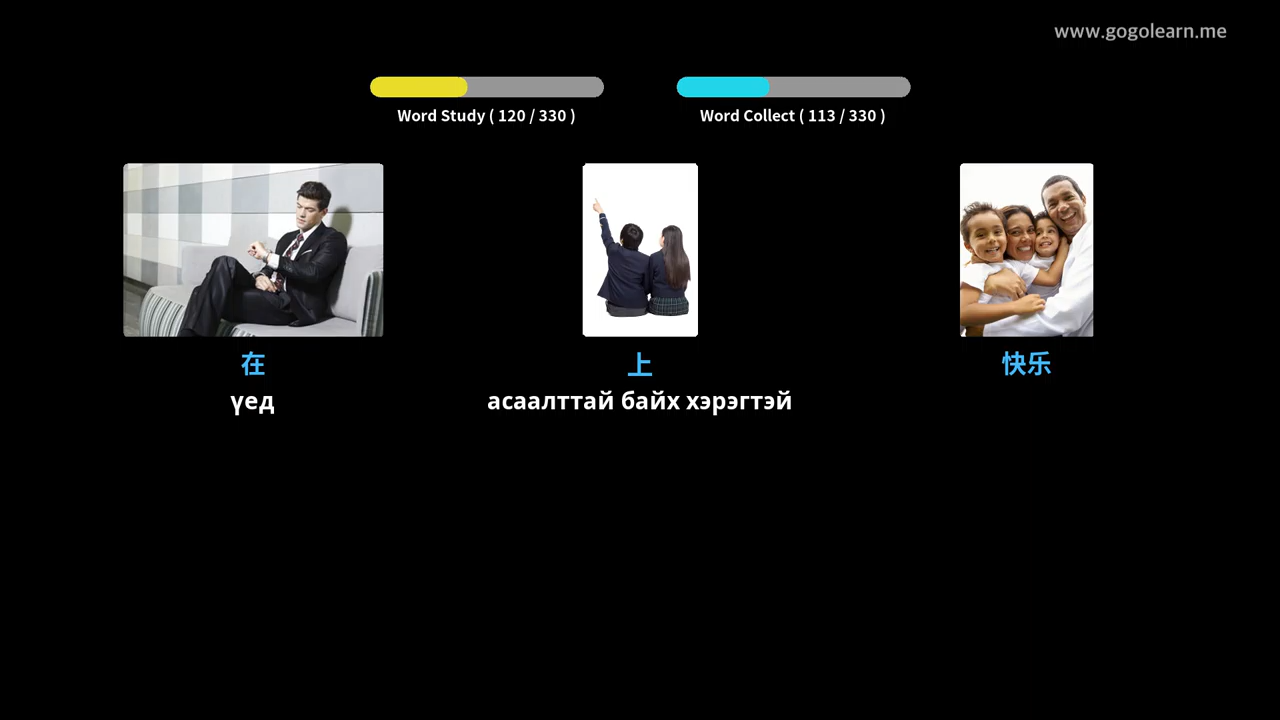 www.gogolearn.me
Word Study ( 120 / 330 )
Word Collect ( 113 / 330 )
在
上
快乐
үед
асаалттай байх хэрэгтэй